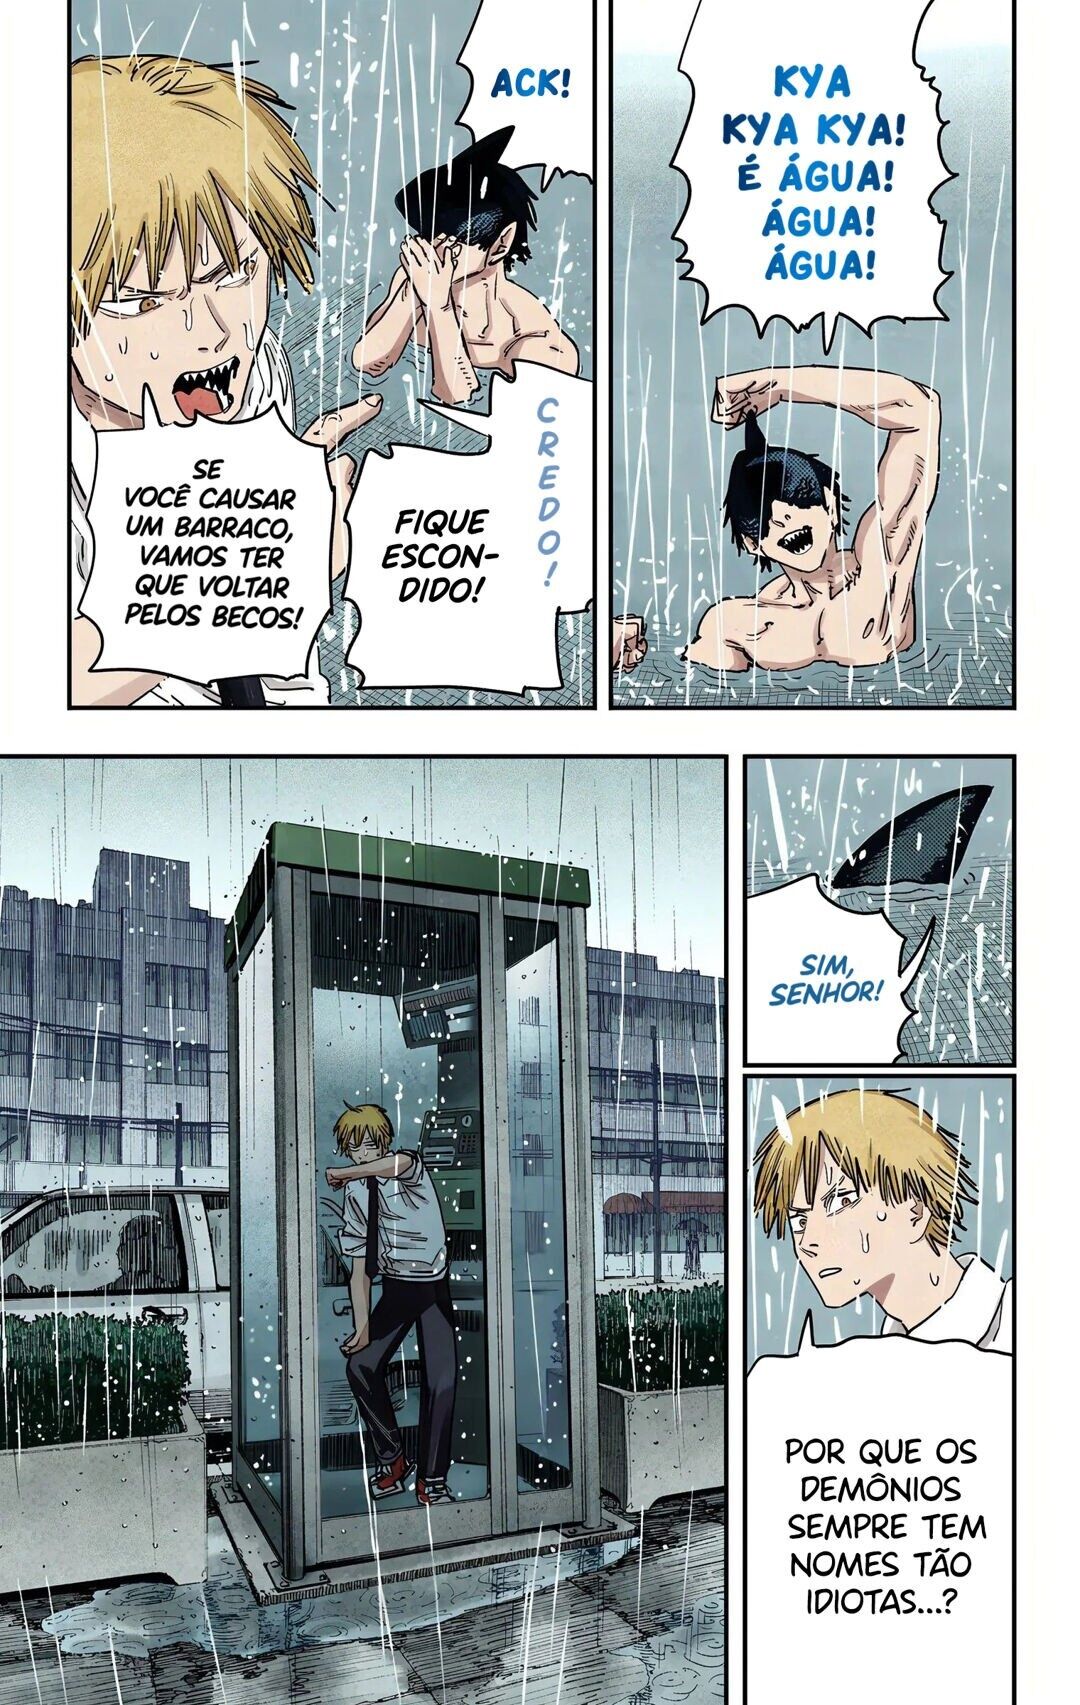 KYA
KYA KYA!
É ÁGUA!
ÁGUA!
ÁGUA!
ACK!
CREDO!
FIQUE
ESCON-
DIDO!
SE
VOCÊ CAUSAR
UM BARRACO,
VAMOS TER
QUE VOLTAR
PELOS BECOS!
SIM,
SENHOR!
POR QUE OS
DEMÔNIOS
SEMPRE TEM
NOMES TÃO
IDIOTAS...?